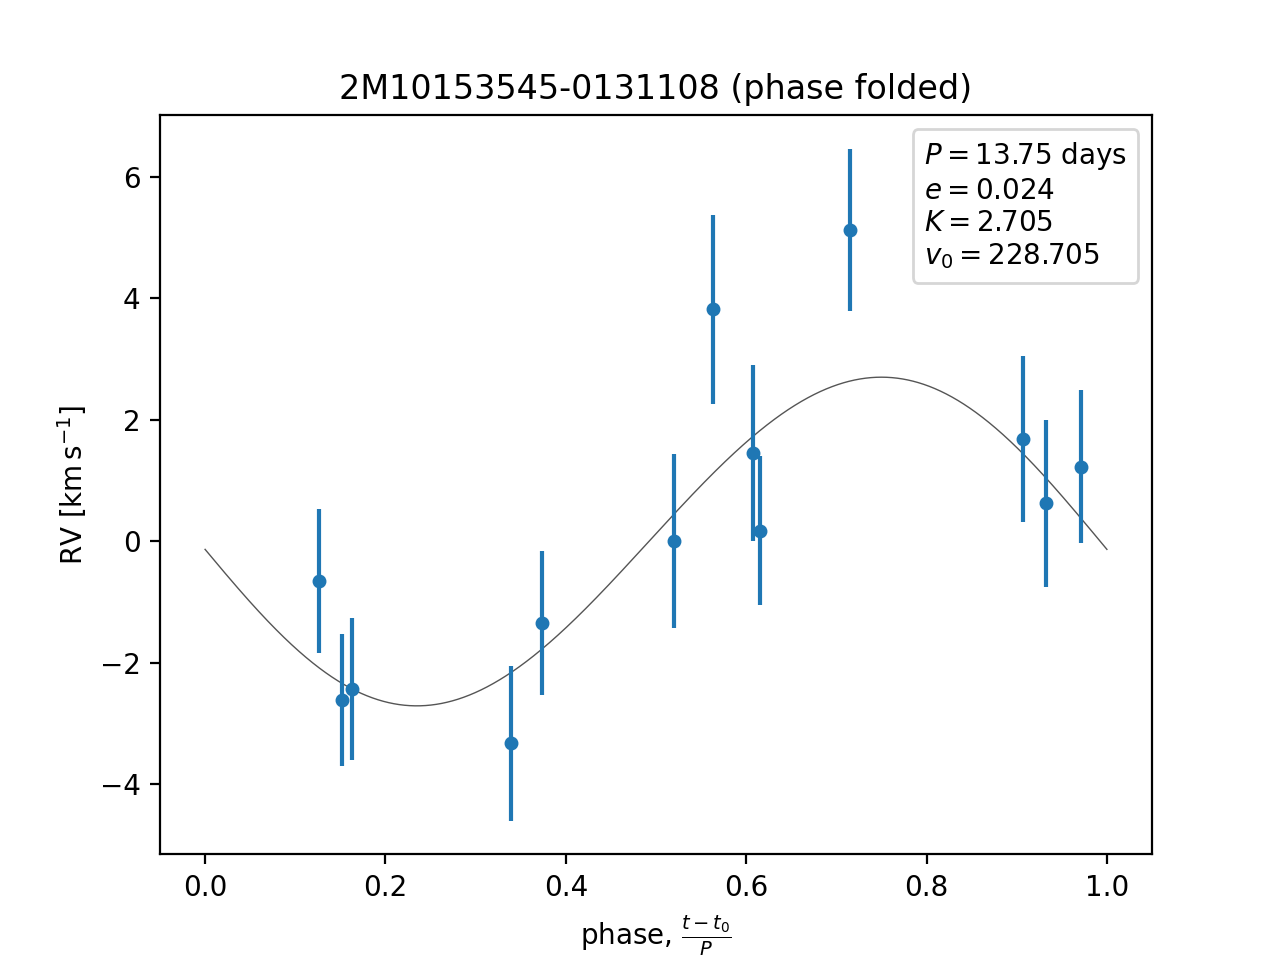 2M10153545-0131108 (phase folded)
P = 13.75 days
e = 0.024
K = 2.705
v₀ = 228.705
RV [km s⁻¹]
6
4
2
0
−2
−4
0.0 0.2 0.4 0.6 0.8 1.0
phase, (t − t₀)/P